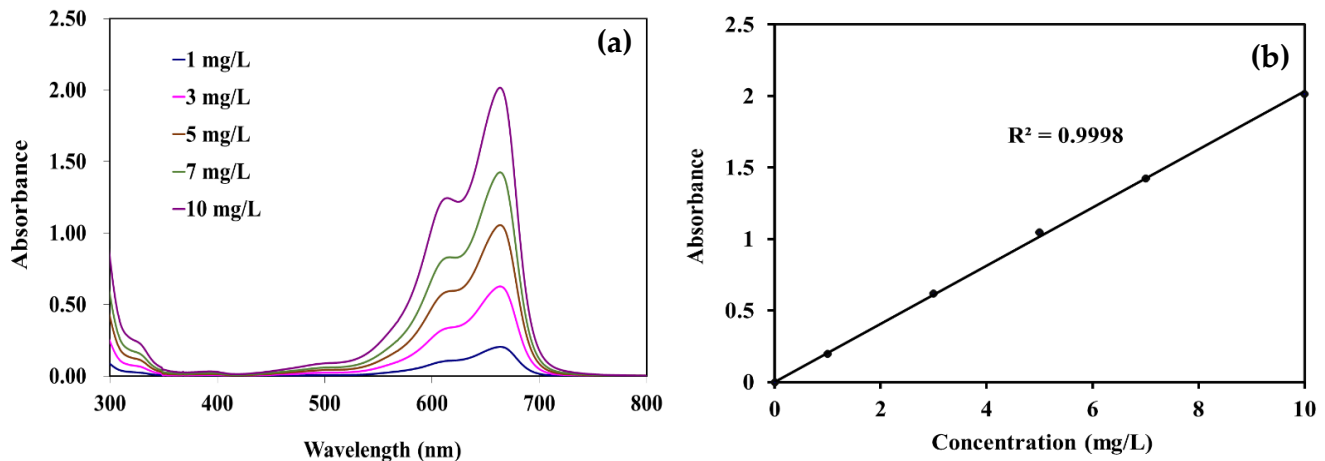 (a)
2.50
2.00
1.50
1.00
0.50
0.00
Absorbance
1 mg/L
3 mg/L
5 mg/L
7 mg/L
10 mg/L
300 400 500 600 700 800
Wavelength (nm)
(b)
2.5
2
1.5
1
0.5
0
Absorbance
R² = 0.9998
0 2 4 6 8 10
Concentration (mg/L)